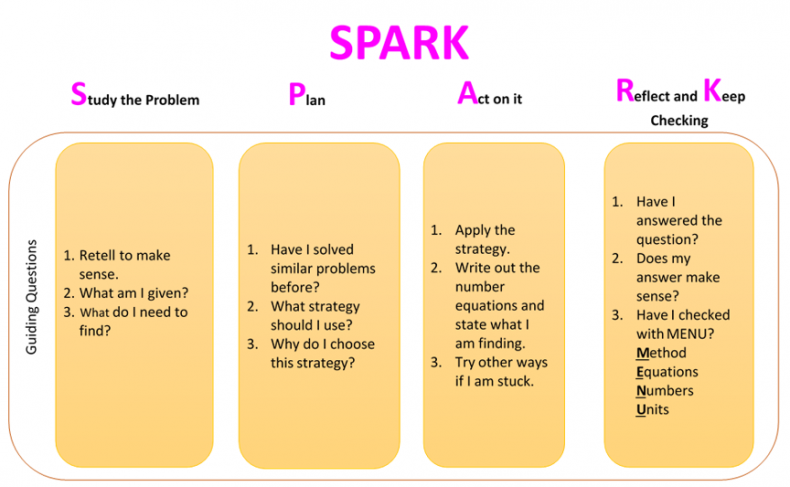 SPARK
Study the Problem
Plan
Act on it
Reflect and Keep
Checking
Guiding Questions
1. Retell to make
sense.
2. What am I given?
3. What do I need to
find?
1. Have I solved
similar problems
before?
2. What strategy
should I use?
3. Why do I choose
this strategy?
1. Apply the
strategy.
2. Write out the
number
equations and
state what I
am finding.
3. Try other ways
if I am stuck.
1. Have I
answered the
question?
2. Does my
answer make
sense?
3. Have I checked
with MENU?
Method
Equations
Numbers
Units